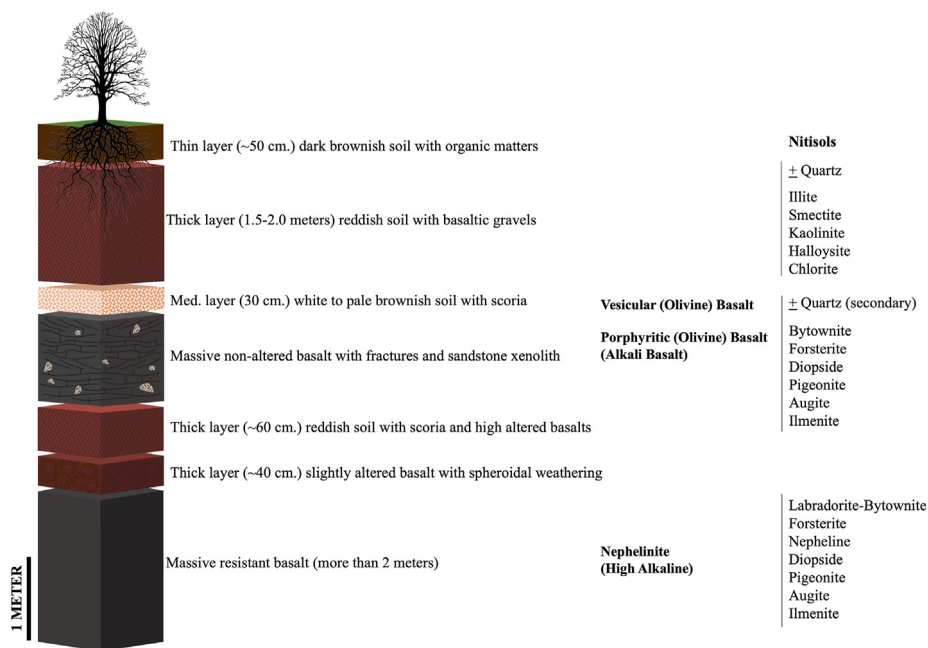 Thin layer (~50 cm.) dark brownish soil with organic matters
Thick layer (1.5-2.0 meters) reddish soil with basaltic gravels
Med. layer (30 cm.) white to pale brownish soil with scoria
Massive non-altered basalt with fractures and sandstone xenolith
Thick layer (~60 cm.) reddish soil with scoria and high altered basalts
Thick layer (~40 cm.) slightly altered basalt with spheroidal weathering
Massive resistant basalt (more than 2 meters)
1 METER
Vesicular (Olivine) Basalt
Porphyritic (Olivine) Basalt
(Alkali Basalt)
Nephelinite
(High Alkaline)
Nitisols
± Quartz
Illite
Smectite
Kaolinite
Halloysite
Chlorite
± Quartz (secondary)
Bytownite
Forsterite
Diopside
Pigeonite
Augite
Ilmenite
Labradorite-Bytownite
Forsterite
Nepheline
Diopside
Pigeonite
Augite
Ilmenite